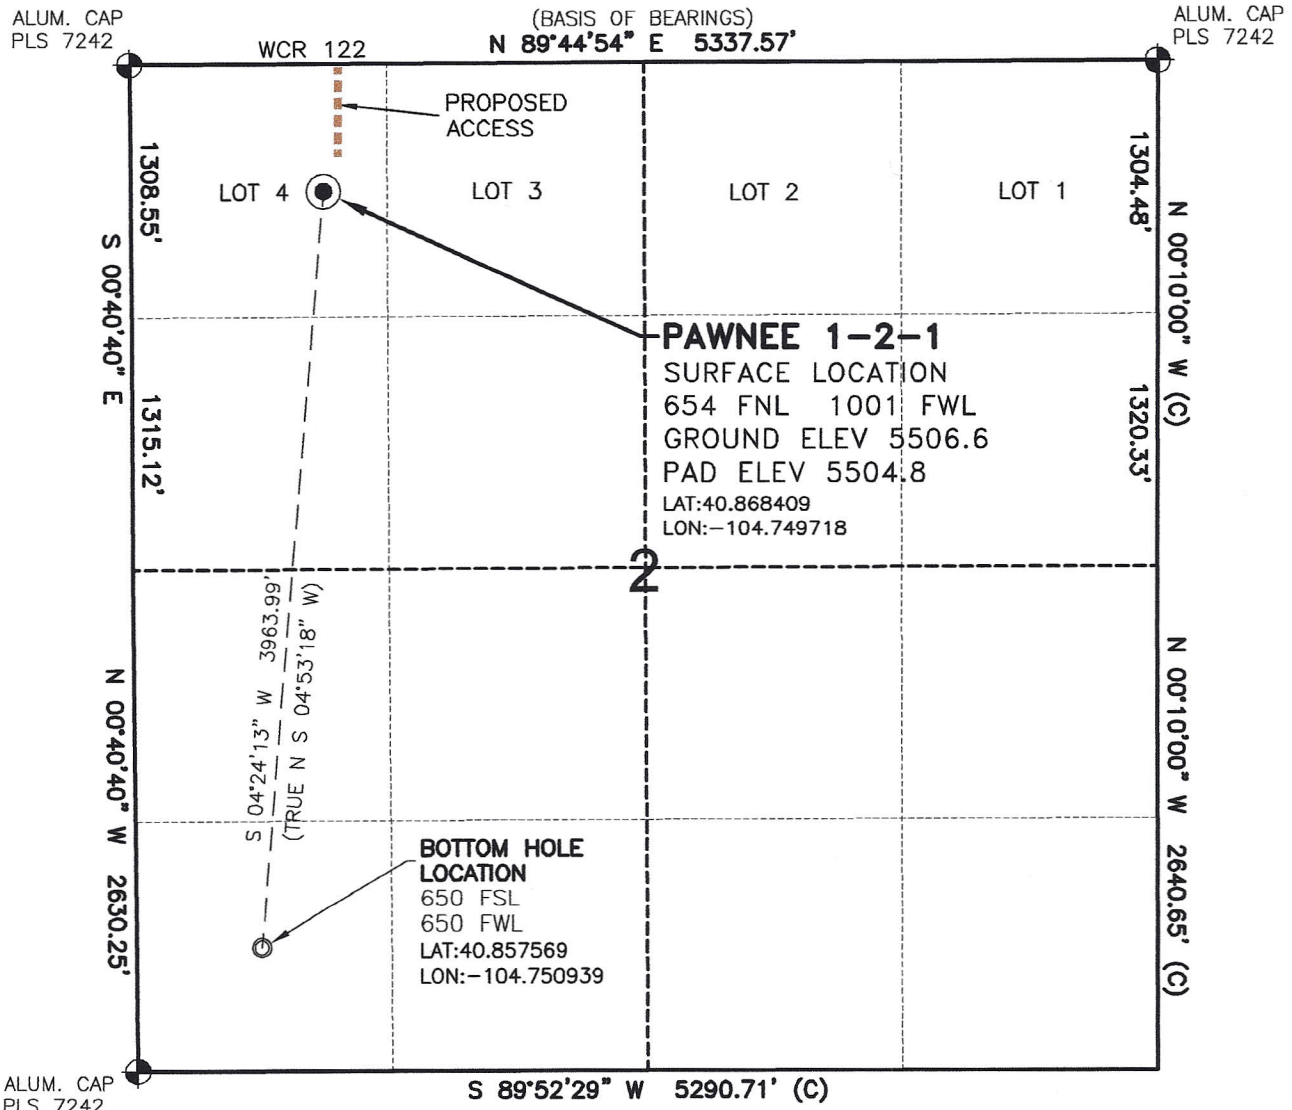 ALUM. CAP
PLS 7242
(BASIS OF BEARINGS)
N 89°44'54" E 5337.57'
ALUM. CAP
PLS 7242
WCR 122
PROPOSED
ACCESS
LOT 4
LOT 3
LOT 2
LOT 1
1308.55'
S 00°40'40" E
1315.12'
1304.48'
N 00°10'00" W (C)
1320.33'
PAWNEE 1-2-1
SURFACE LOCATION
654 FNL 1001 FWL
GROUND ELEV 5506.6
PAD ELEV 5504.8
LAT:40.868409
LON:-104.749718
2
S 04°24'13" W 3963.99'
(TRUE N S 04°53'18" W)
N 00°40'40" W 2630.25'
N 00°10'00" W 2640.65' (C)
BOTTOM HOLE
LOCATION
650 FSL
650 FWL
LAT:40.857569
LON:-104.750939
ALUM. CAP
PLS 7242
S 89°52'29" W 5290.71' (C)